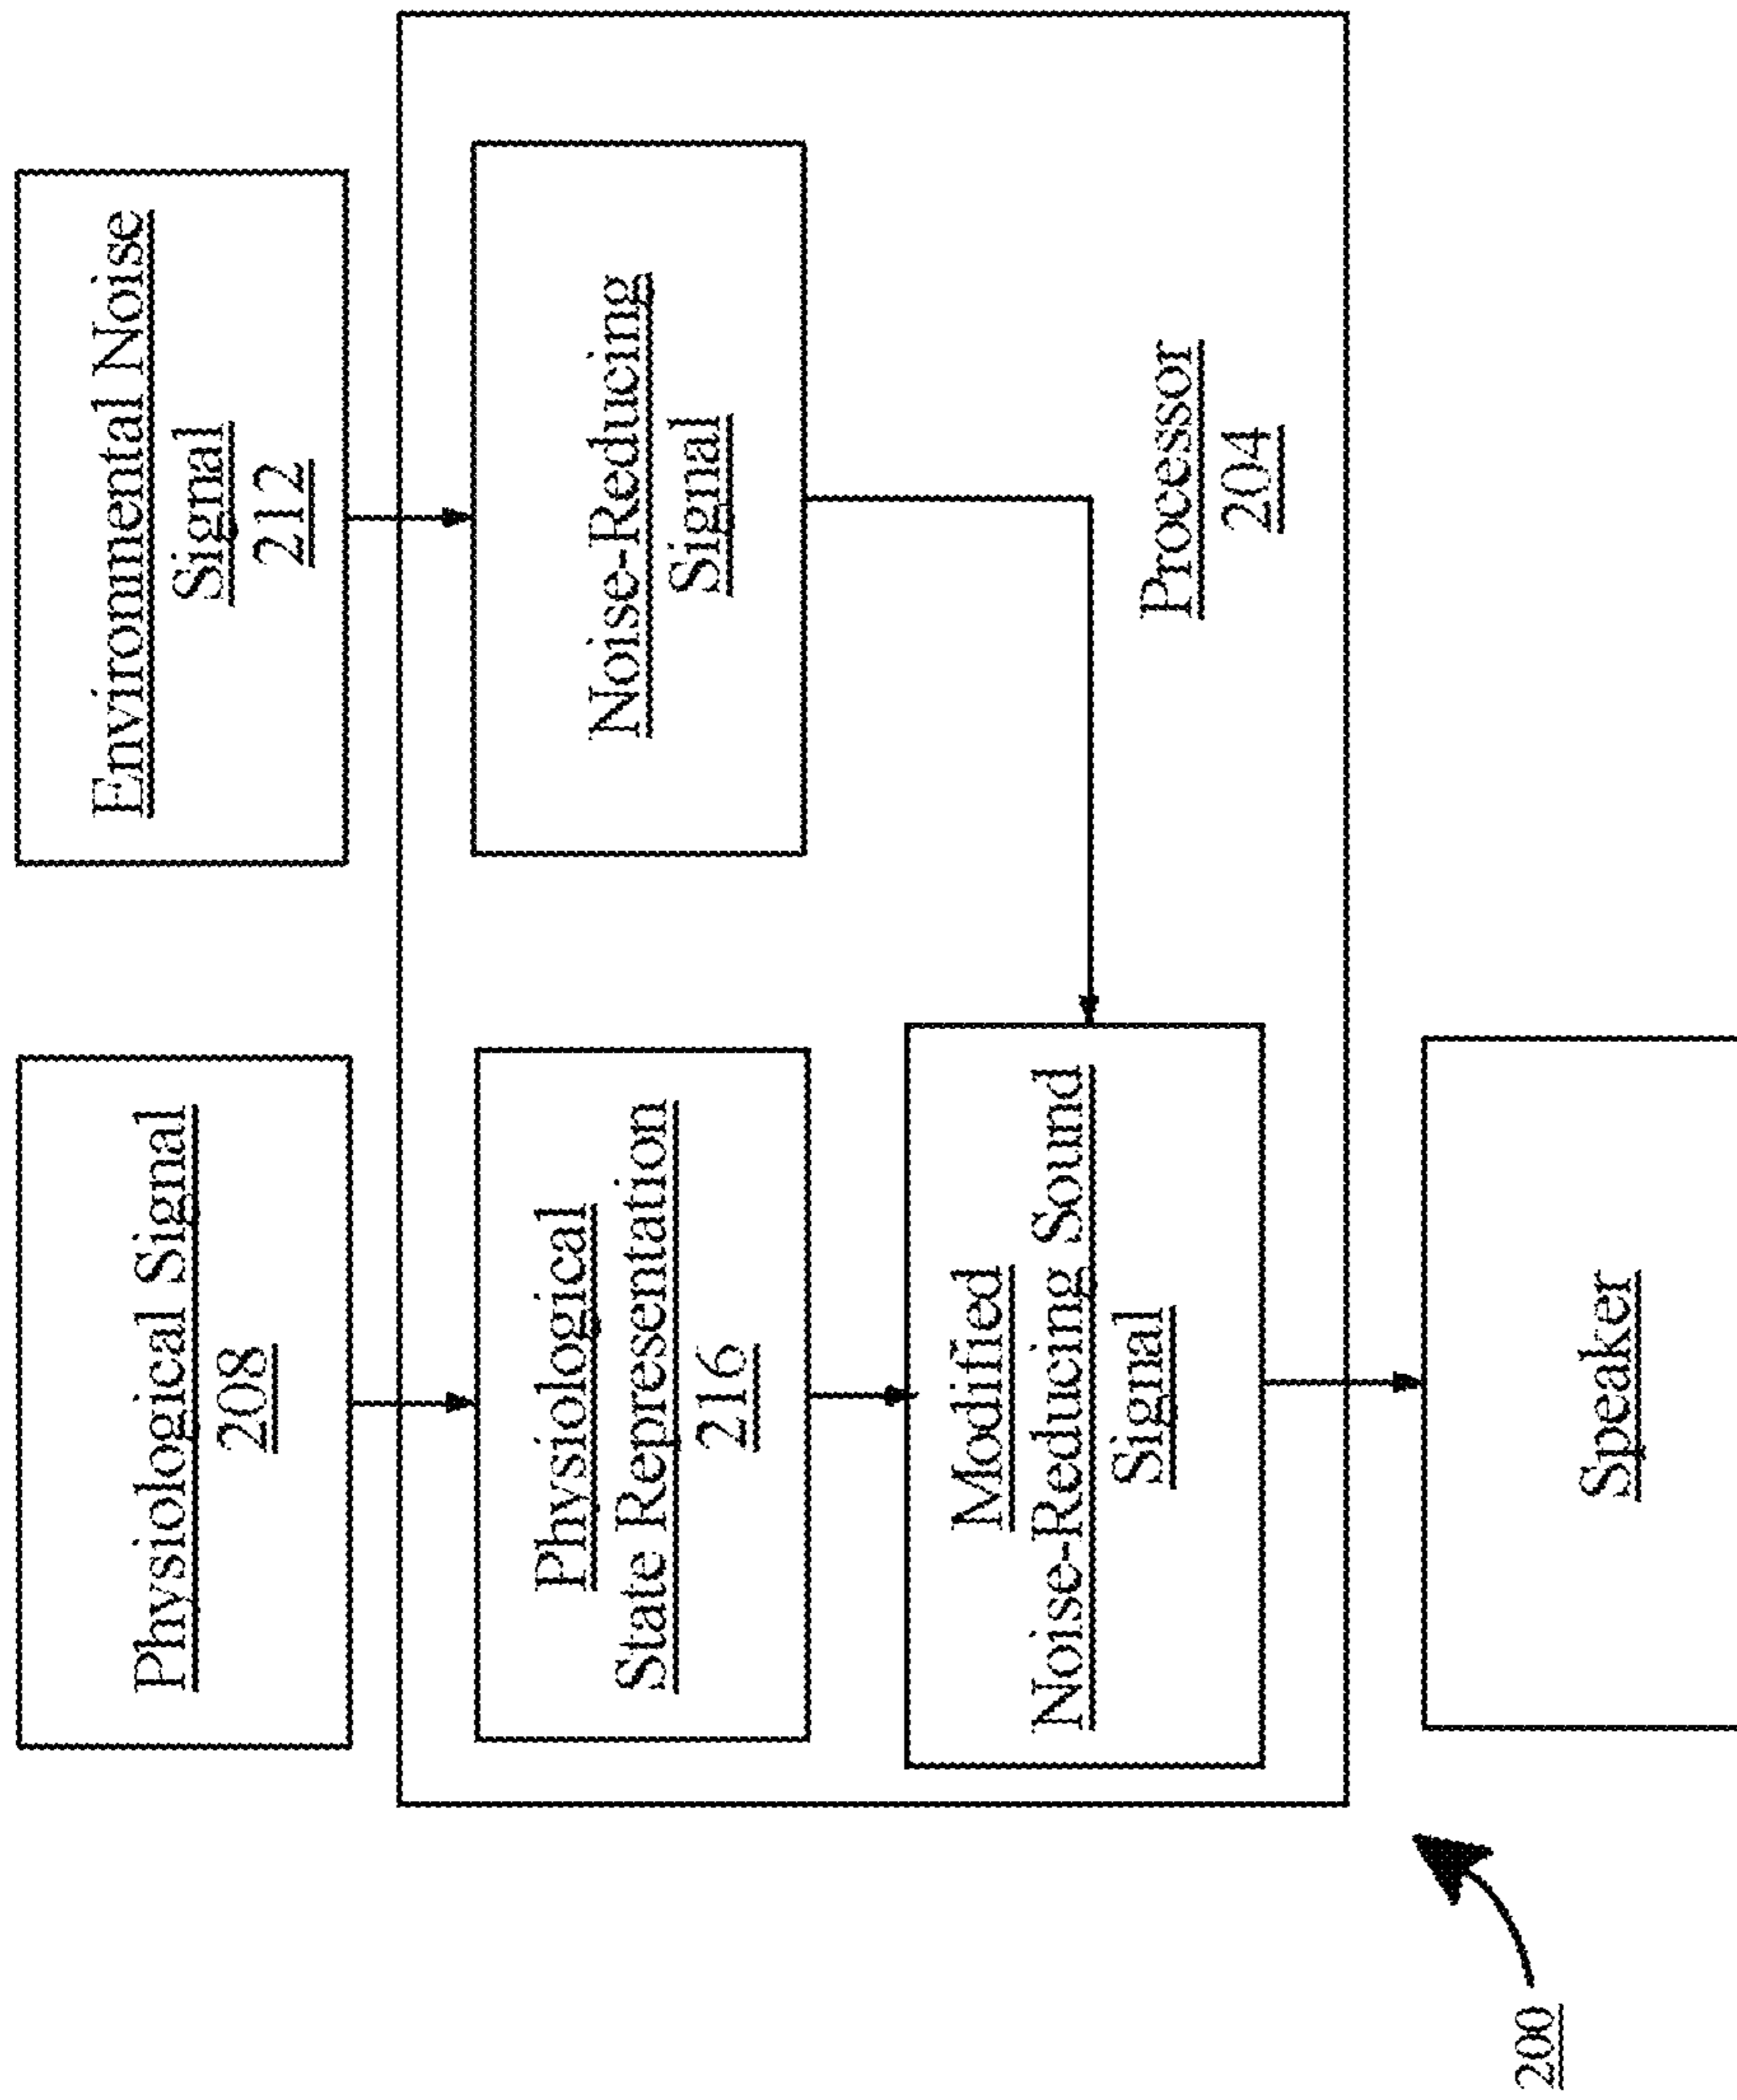 Physiological Signal
208
Environmental Noise
Signal
212
Physiological
State Representation
216
Noise-Reducing
Signal
Modified
Noise-Reducing Sound
Signal
Processor
204
Speaker
200